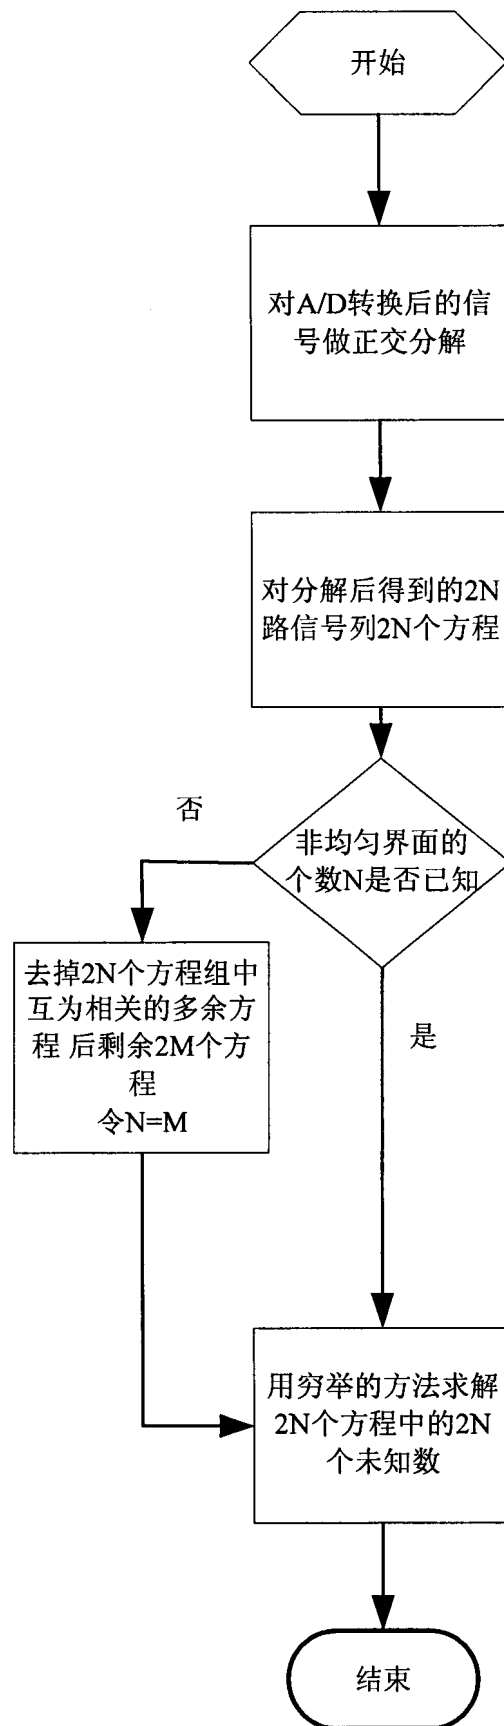 开始
对A/D转换后的信
号做正交分解
对分解后得到的2N
路信号列2N个方程
非均匀界面的
个数N是否已知
否
去掉2N个方程组中
互为相关的多余方
程 后剩余2M个方
程
令N=M
是
用穷举的方法求解
2N个方程中的2N
个未知数
结束